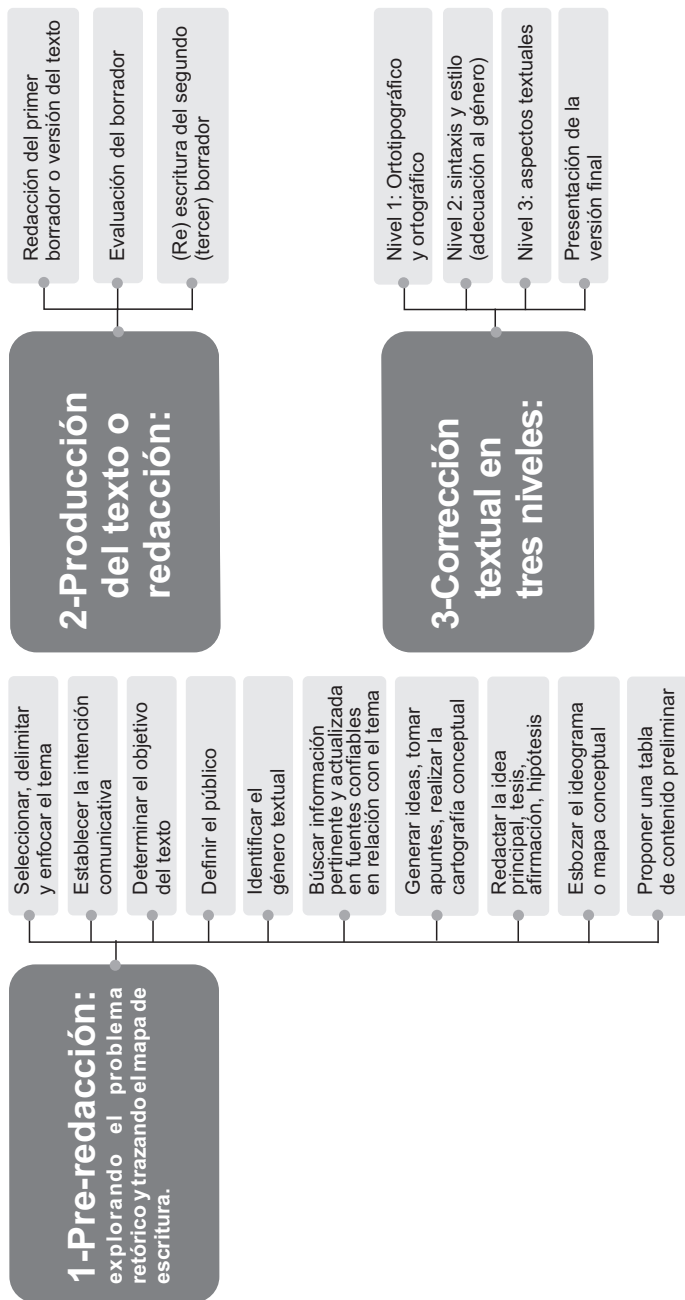 1-Pre-redacción:
explorando el problema
retórico y trazando el mapa de
escritura.
Seleccionar, delimitar
y enfocar el tema
Establecer la intención
comunicativa
Determinar el objetivo
del texto
Definir el público
Identificar el
género textual
Búscar información
pertinente y actualizada
en fuentes confiables
en relación con el tema
Generar ideas, tomar
apuntes, realizar la
cartografía conceptual
Redactar la idea
principal, tesis,
afirmación, hipótesis
Esbozar el ideograma
o mapa conceptual
Proponer una tabla
de contenido preliminar
2-Producción
del texto o
redacción:
Redacción del primer
borrador o versión del texto
Evaluación del borrador
(Re) escritura del segundo
(tercer) borrador
3-Corrección
textual en
tres niveles:
Nivel 1: Ortotipográfico
y ortográfico
Nivel 2: sintaxis y estilo
(adecuación al género)
Nivel 3: aspectos textuales
Presentación de la
versión final